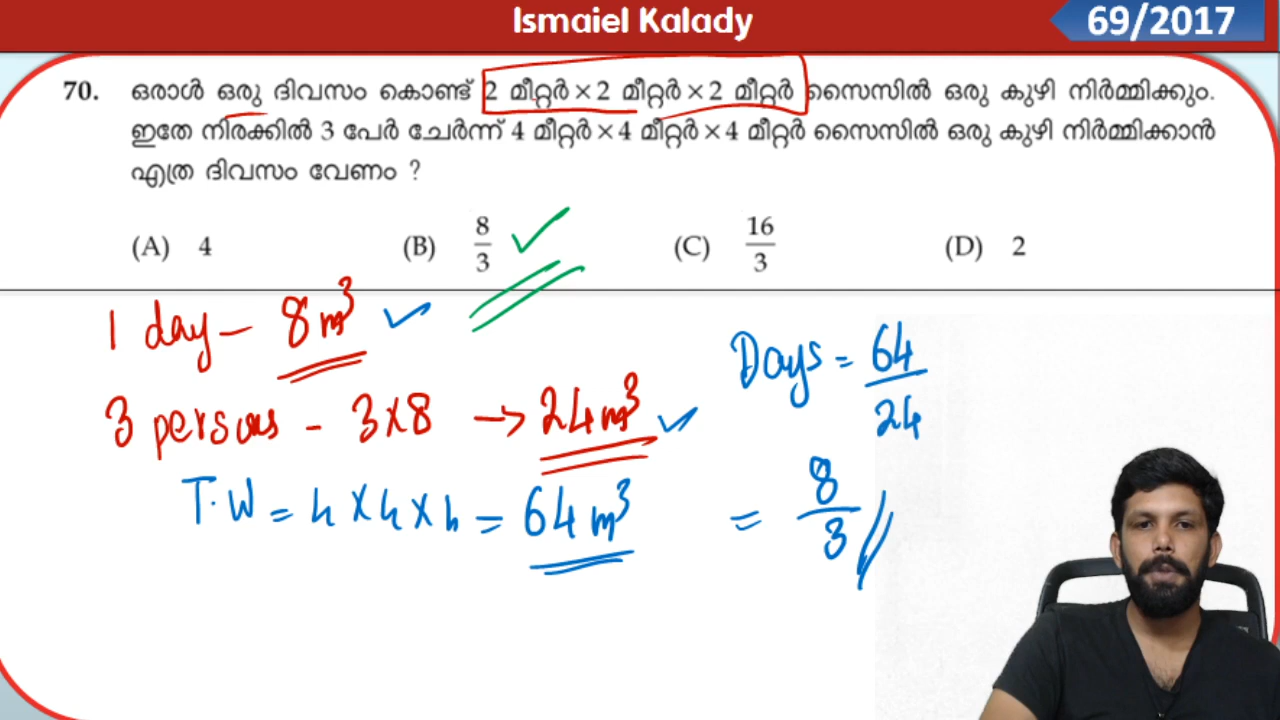 Ismaiel Kalady
69/2017
70. ഒരാൾ ഒരു ദിവസം കൊണ്ട് 2 മീറ്റർ × 2 മീറ്റർ × 2 മീറ്റർ സൈസിൽ ഒരു കുഴി നിർമ്മിക്കും.
ഇതേ നിരക്കിൽ 3 പേർ ചേർന്ന് 4 മീറ്റർ × 4 മീറ്റർ × 4 മീറ്റർ സൈസിൽ ഒരു കുഴി നിർമ്മിക്കാൻ
എത്ര ദിവസം വേണം ?
(A) 4 (B) 8/3 (C) 16/3 (D) 2
1 day – 8m³
3 persons - 3×8 → 24m³
T.W = 4×4×4 = 64m³
Days = 64/24
= 8/3